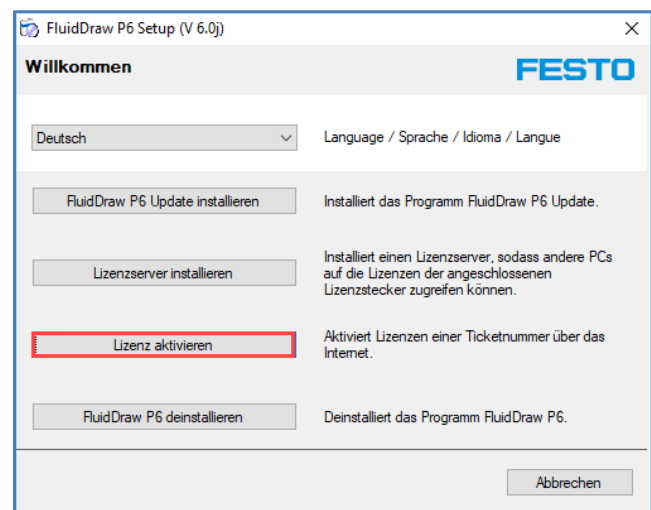 FluidDraw P6 Setup (V 6.0j)
Willkommen
FESTO
Deutsch
Language / Sprache / Idioma / Langue
FluidDraw P6 Update installieren
Installiert das Programm FluidDraw P6 Update.
Lizenzserver installieren
Installiert einen Lizenzserver, sodass andere PCs
auf die Lizenzen der angeschlossenen
Lizenzstecker zugreifen können.
Lizenz aktivieren
Aktiviert Lizenzen einer Ticketnummer über das
Internet.
FluidDraw P6 deinstallieren
Deinstalliert das Programm FluidDraw P6.
Abbrechen